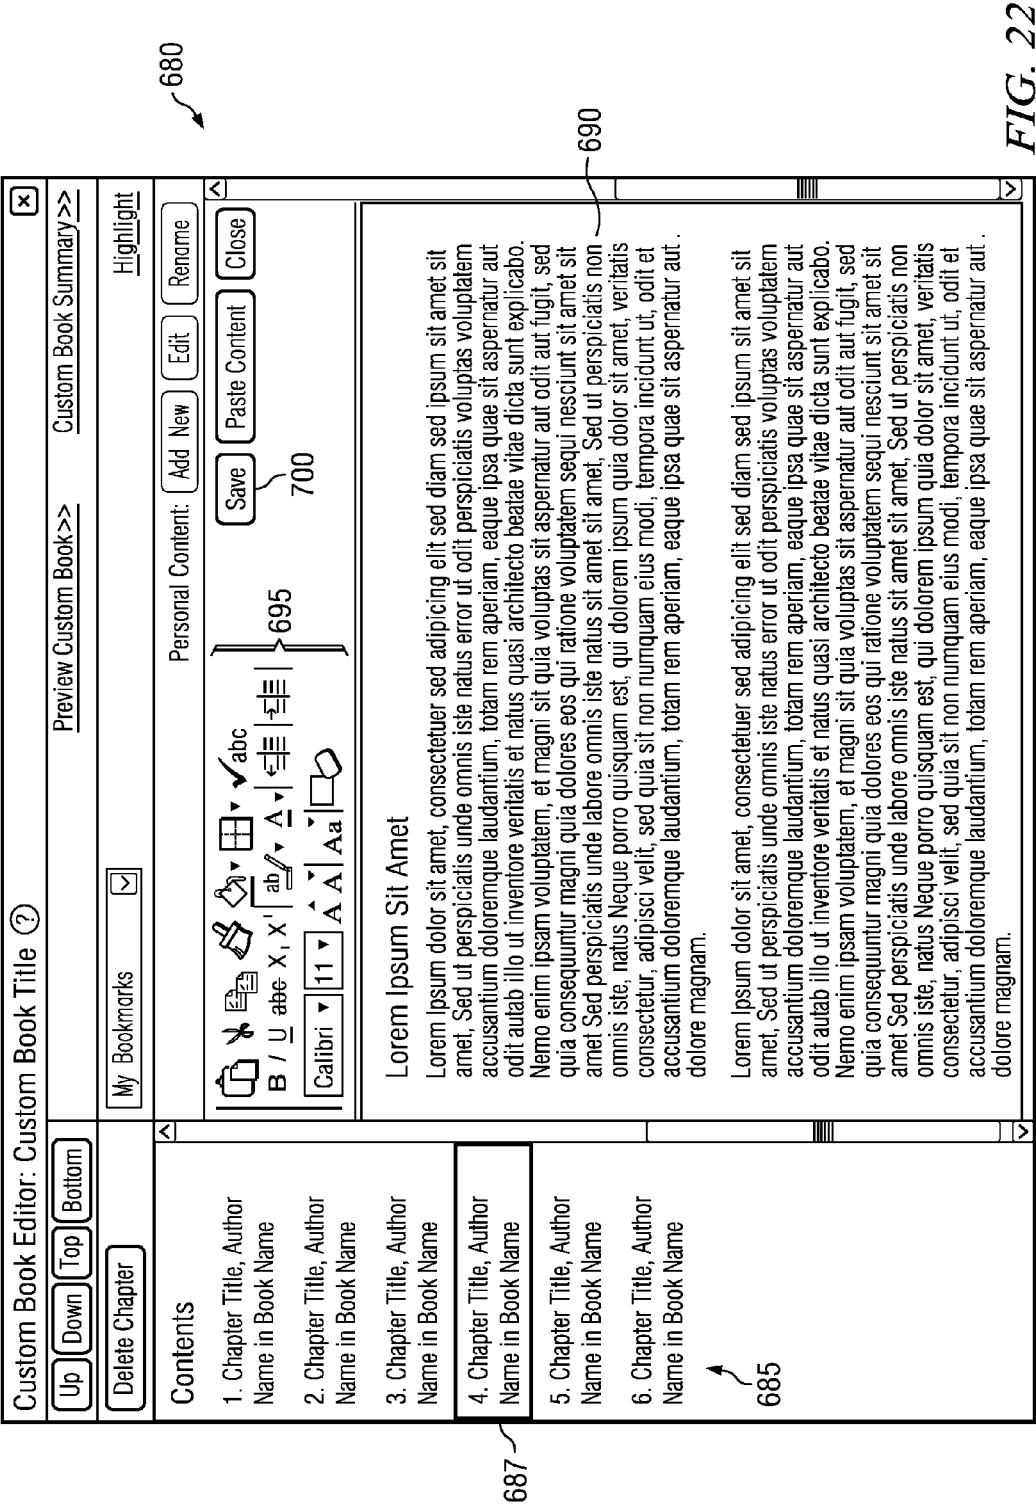 Custom Book Editor: Custom Book Title ?
Up Down Top Bottom
Preview Custom Book>>
Custom Book Summary>>
Delete Chapter
My Bookmarks
Highlight
Contents
1. Chapter Title, Author
Name in Book Name
2. Chapter Title, Author
Name in Book Name
3. Chapter Title, Author
Name in Book Name
4. Chapter Title, Author
Name in Book Name
5. Chapter Title, Author
Name in Book Name
6. Chapter Title, Author
Name in Book Name
685
687
Personal Content: Add New Edit Rename
abc
B / U abc X, X' ab A
Calibri 11 A A Aa
695
Save Paste Content Close
700
Lorem Ipsum Sit Amet
Lorem Ipsum dolor sit amet, consectetuer sed adipicing elit sed diam sed ipsum sit amet sit
amet, Sed ut perspiciatis unde omnis iste natus error ut odit perspiciatis voluptas voluptatem
accusantium doloremque laudantium, totam rem aperiam, eaque ipsa quae sit aspernatur aut
odit autab illo ut inventore veritatis et natus quasi architecto beatae vitae dicta sunt explicabo.
Nemo enim ipsam voluptatem, et magni sit quia voluptas sit aspernatur aut odit aut fugit, sed
quia consequuntur magni quia dolores eos qui ratione voluptatem sequi nesciunt sit amet sit
amet Sed perspiciatis unde labore omnis iste natus sit amet sit amet, Sed ut perspiciatis non
omnis iste, natus Neque porro quisquam est, qui dolorem ipsum quia dolor sit amet, veritatis
consectetur, adipisci velit, sed quia sit non numquam eius modi, tempora incidunt ut, odit et
accusantium doloremque laudantium, totam rem aperiam, eaque ipsa quae sit aspernatur aut .
dolore magnam.
Lorem Ipsum dolor sit amet, consectetuer sed adipicing elit sed diam sed ipsum sit amet sit
amet, Sed ut perspiciatis unde omnis iste natus error ut odit perspiciatis voluptas voluptatem
accusantium doloremque laudantium, totam rem aperiam, eaque ipsa quae sit aspernatur aut
odit autab illo ut inventore veritatis et natus quasi architecto beatae vitae dicta sunt explicabo.
Nemo enim ipsam voluptatem, et magni sit quia voluptas sit aspernatur aut odit aut fugit, sed
quia consequuntur magni quia dolores eos qui ratione voluptatem sequi nesciunt sit amet sit
amet Sed perspiciatis unde labore omnis iste natus sit amet sit amet, Sed ut perspiciatis non
omnis iste, natus Neque porro quisquam est, qui dolorem ipsum quia dolor sit amet, veritatis
consectetur, adipisci velit, sed quia sit non numquam eius modi, tempora incidunt ut, odit et
accusantium doloremque laudantium, totam rem aperiam, eaque ipsa quae sit aspernatur aut .
dolore magnam.
690
680
FIG. 22